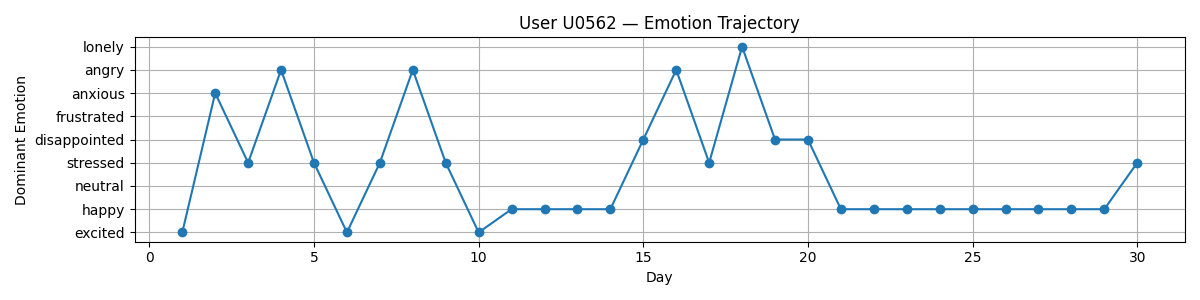 User U0562 — Emotion Trajectory
Dominant Emotion
lonely
angry
anxious
frustrated
disappointed
stressed
neutral
happy
excited
0 5 10 15 20 25 30
Day